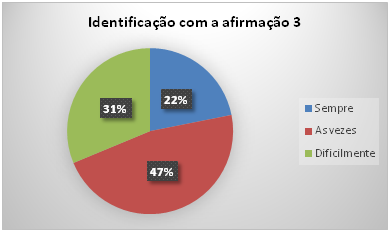 Identificação com a afirmação 3
22%
31%
47%
Sempre
As vezes
Dificilmente